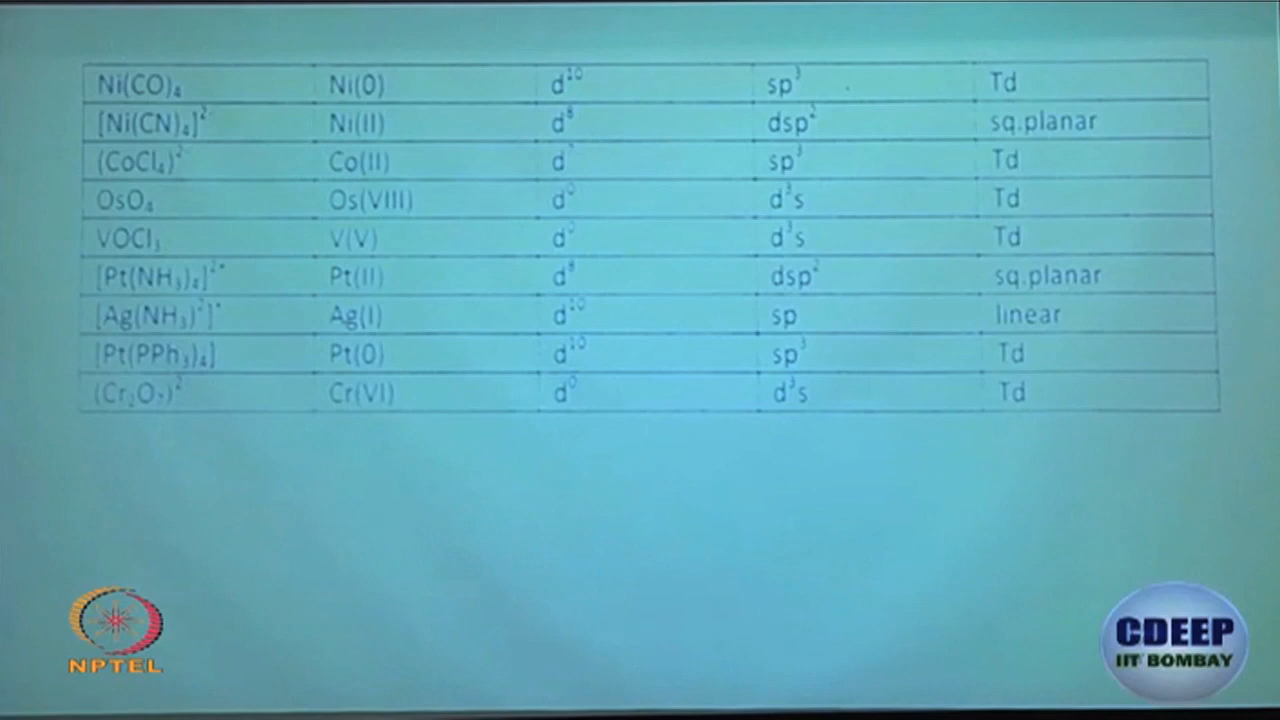 Ni(CO)₄ Ni(0) d¹⁰ sp³ Td
[Ni(CN)₄]² Ni(II) d⁸ dsp² sq.planar
(CoCl₄)² Co(II) d⁷ sp³ Td
OsO₄ Os(VIII) d⁰ d³s Td
VOCl₃ V(V) d⁰ d³s Td
[Pt(NH₃)₄]²⁺ Pt(II) d⁸ dsp² sq.planar
[Ag(NH₃)²]⁺ Ag(I) d¹⁰ sp linear
[Pt(PPh₃)₄] Pt(0) d¹⁰ sp³ Td
(Cr₂O₇)² Cr(VI) d⁰ d³s Td
NPTEL
CDEEP
IIT BOMBAY